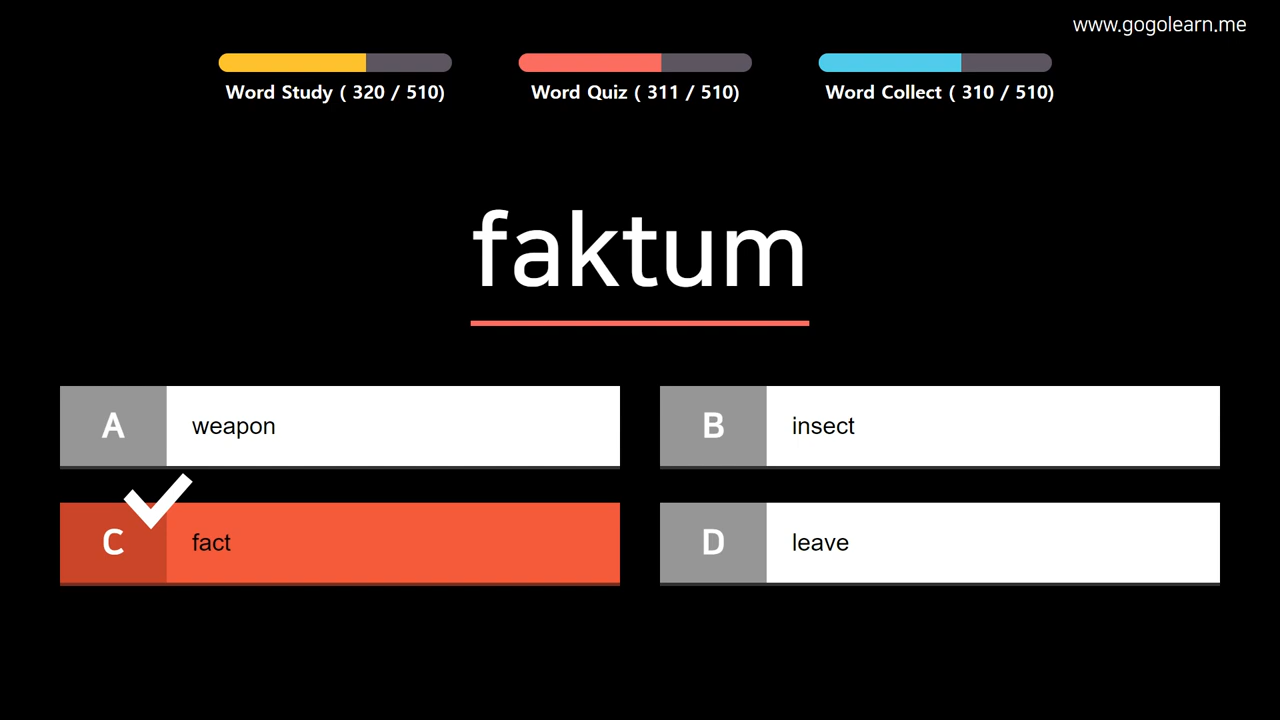 www.gogolearn.me
Word Study ( 320 / 510)
Word Quiz ( 311 / 510)
Word Collect ( 310 / 510)
faktum
A weapon
B insect
C fact
D leave